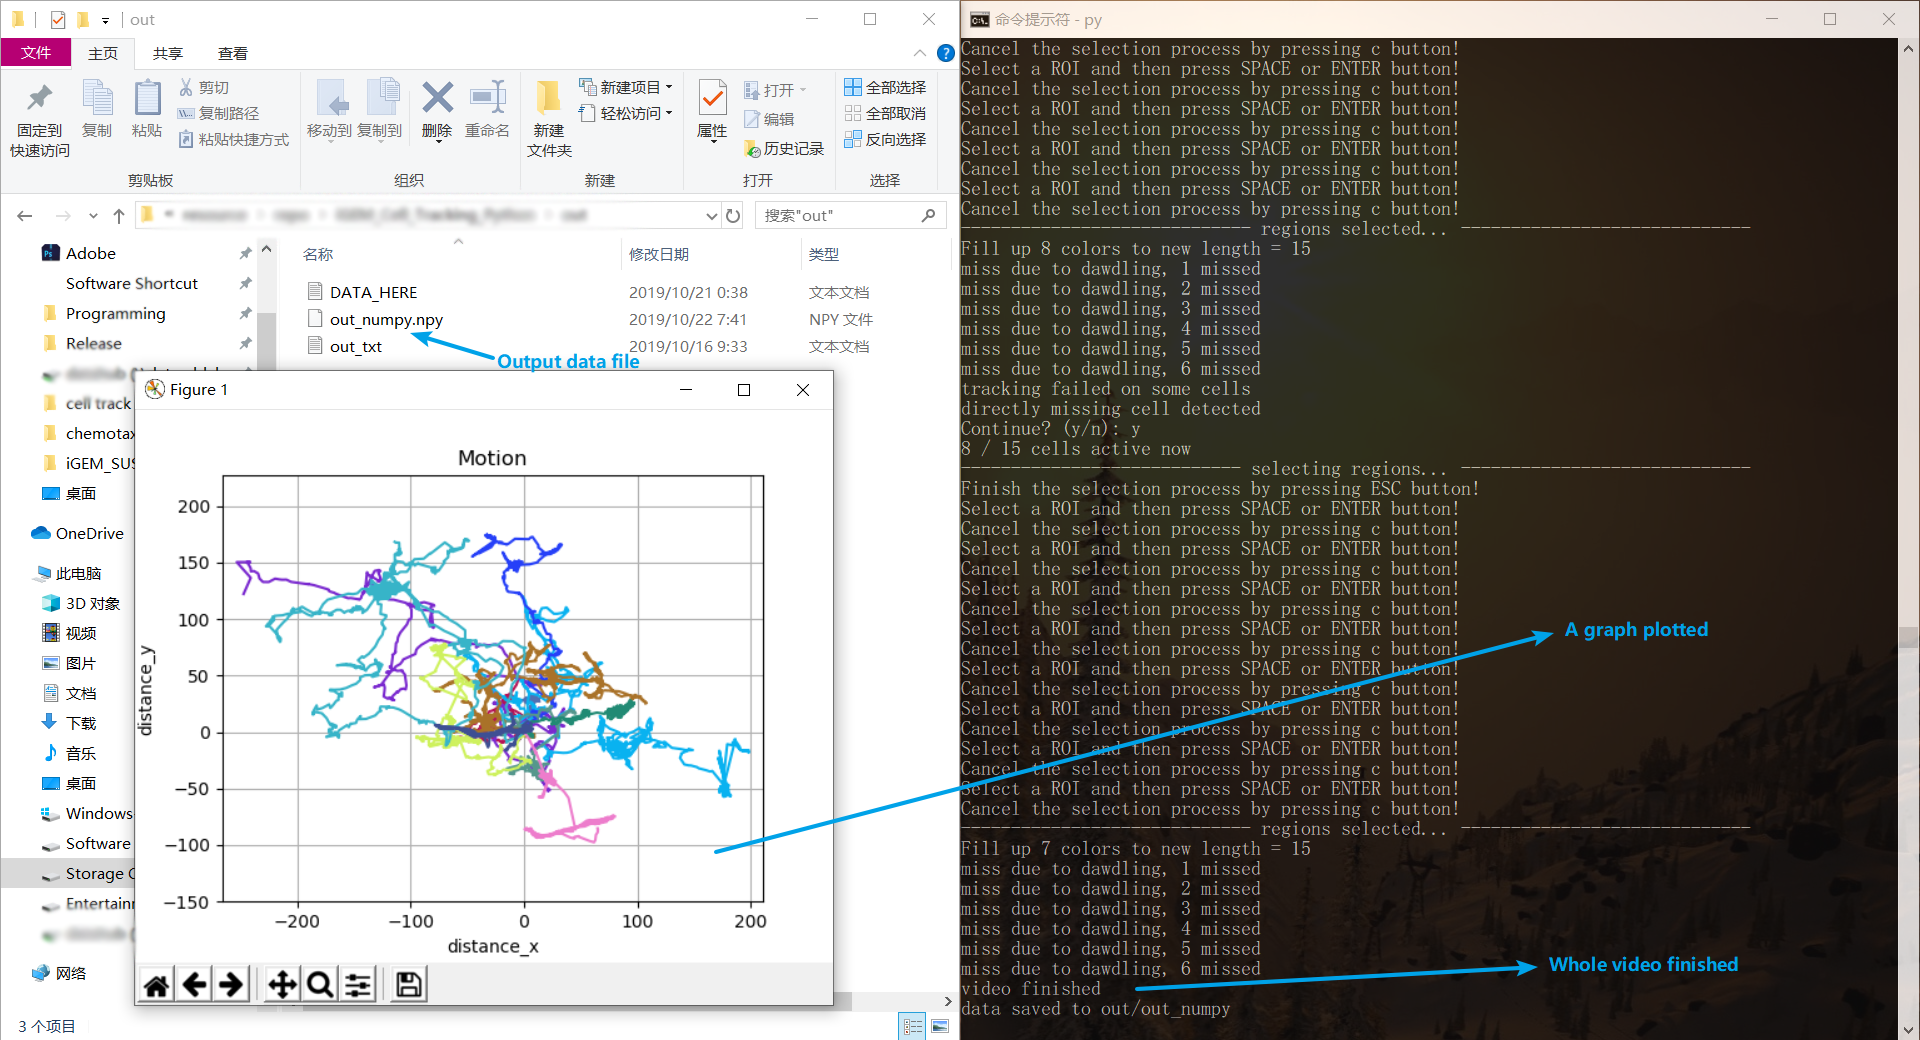 out
文件
主页
共享
查看
固定到
快速访问
复制
粘贴
剪切
复制路径
粘贴快捷方式
剪贴板
移动到
复制到
删除
重命名
组织
新建
文件夹
新建项目
轻松访问
新建
属性
打开
编辑
历史记录
打开
全部选择
全部取消
反向选择
选择
out
搜索"out"
Adobe
Software Shortcut
Programming
Release
cell track
chemotax
iGEM_SUS
桌面
OneDrive
此电脑
3D 对象
视频
图片
文档
下载
音乐
桌面
Windows
Software
Storage
Entertain
网络
3 个项目
名称
修改日期
类型
DATA_HERE
2019/10/21 0:38
文本文档
out_numpy.npy
2019/10/22 7:41
NPY 文件
out_txt
2019/10/16 9:33
文本文档
Output data file
Figure 1
Motion
200
150
100
50
0
−50
−100
−150
−200
−100
0
100
200
distance_x
distance_y
命令提示符 - py
Cancel the selection process by pressing c button!
Select a ROI and then press SPACE or ENTER button!
Cancel the selection process by pressing c button!
Select a ROI and then press SPACE or ENTER button!
Cancel the selection process by pressing c button!
Select a ROI and then press SPACE or ENTER button!
Cancel the selection process by pressing c button!
Select a ROI and then press SPACE or ENTER button!
Cancel the selection process by pressing c button!
----------------------------- regions selected... -----------------------------
Fill up 8 colors to new length = 15
miss due to dawdling, 1 missed
miss due to dawdling, 2 missed
miss due to dawdling, 3 missed
miss due to dawdling, 4 missed
miss due to dawdling, 5 missed
miss due to dawdling, 6 missed
tracking failed on some cells
directly missing cell detected
Continue? (y/n): y
8 / 15 cells active now
---------------------------- selecting regions... -----------------------------
Finish the selection process by pressing ESC button!
Select a ROI and then press SPACE or ENTER button!
Cancel the selection process by pressing c button!
Select a ROI and then press SPACE or ENTER button!
Cancel the selection process by pressing c button!
Select a ROI and then press SPACE or ENTER button!
Cancel the selection process by pressing c button!
Select a ROI and then press SPACE or ENTER button!
Cancel the selection process by pressing c button!
Select a ROI and then press SPACE or ENTER button!
Cancel the selection process by pressing c button!
Select a ROI and then press SPACE or ENTER button!
Cancel the selection process by pressing c button!
Select a ROI and then press SPACE or ENTER button!
Cancel the selection process by pressing c button!
Select a ROI and then press SPACE or ENTER button!
Cancel the selection process by pressing c button!
----------------------------- regions selected... -----------------------------
Fill up 7 colors to new length = 15
miss due to dawdling, 1 missed
miss due to dawdling, 2 missed
miss due to dawdling, 3 missed
miss due to dawdling, 4 missed
miss due to dawdling, 5 missed
miss due to dawdling, 6 missed
video finished
data saved to out/out_numpy
A graph plotted
Whole video finished